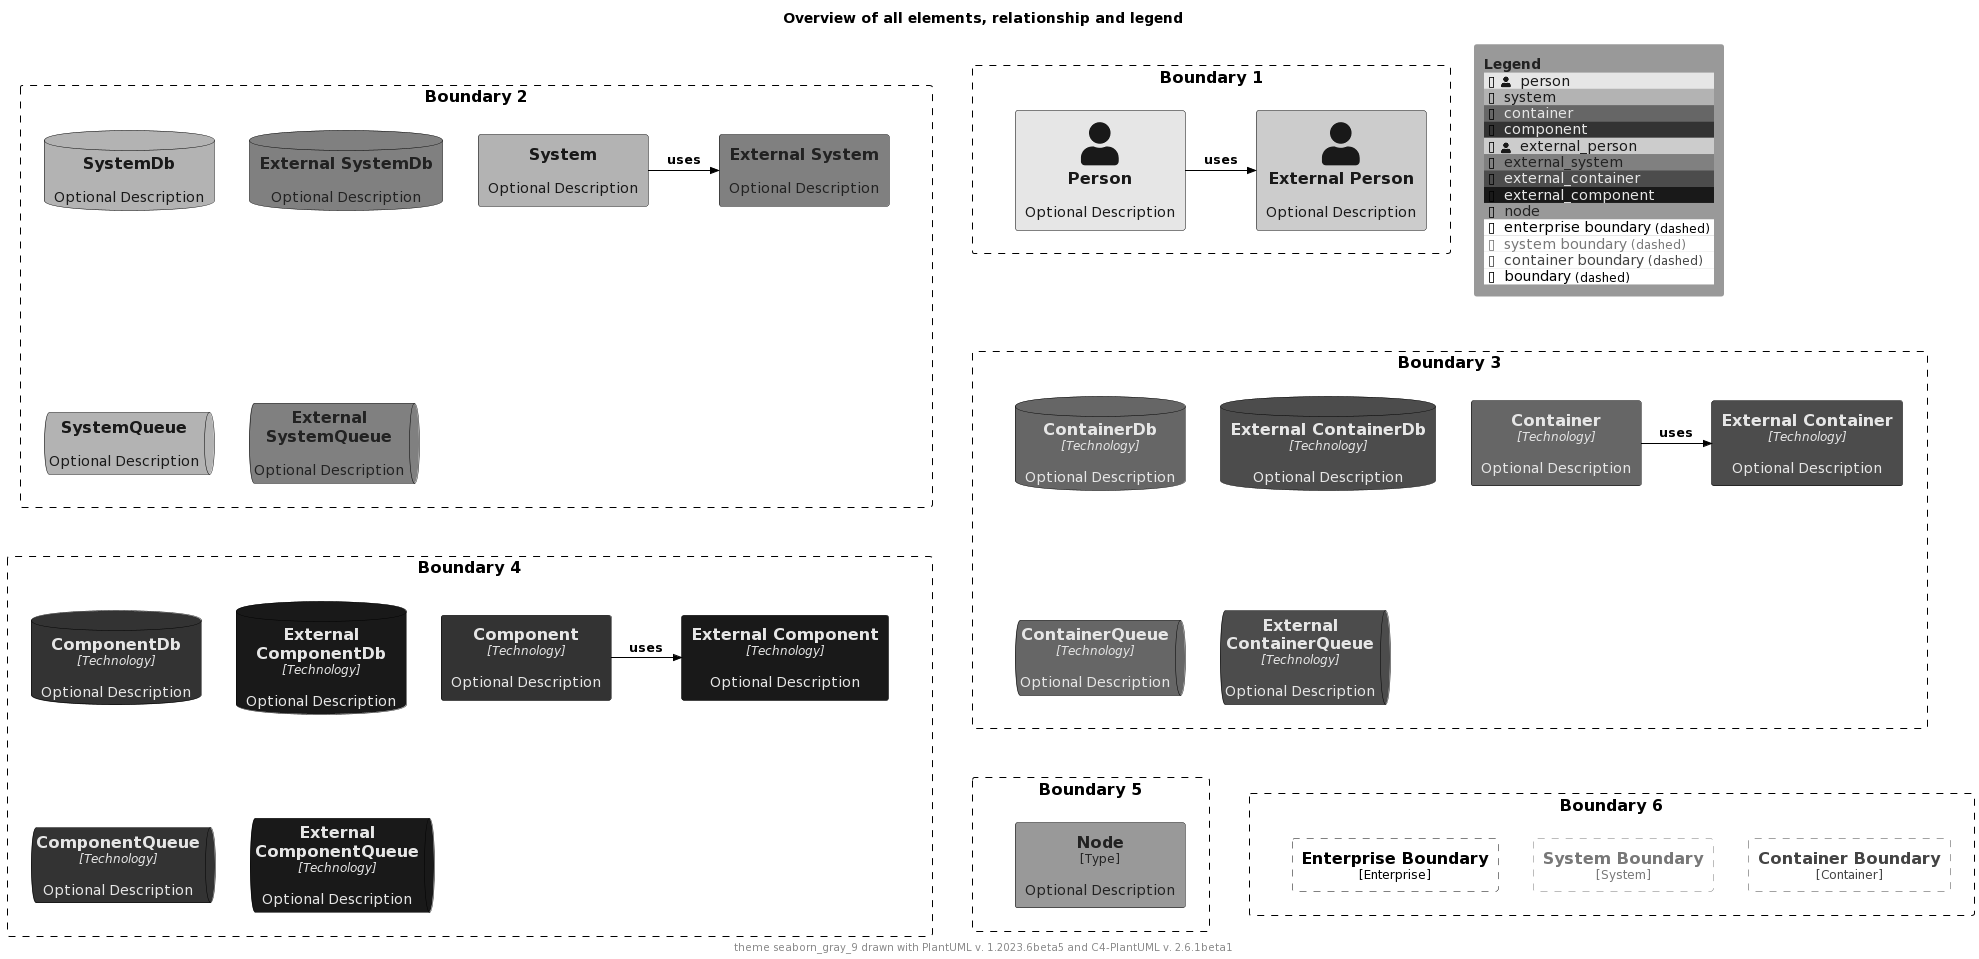 Overview of all elements, relationship and legend
Boundary 2
SystemDb
Optional Description
External SystemDb
Optional Description
System
Optional Description
uses
External System
Optional Description
SystemQueue
Optional Description
External
SystemQueue
Optional Description
Boundary 1
Person
Optional Description
uses
External Person
Optional Description
Legend
person
system
container
component
external_person
external_system
external_container
external_component
node
enterprise boundary (dashed)
system boundary (dashed)
container boundary (dashed)
boundary (dashed)
Boundary 3
ContainerDb
[Technology]
Optional Description
External ContainerDb
[Technology]
Optional Description
Container
[Technology]
Optional Description
uses
External Container
[Technology]
Optional Description
ContainerQueue
[Technology]
Optional Description
External
ContainerQueue
[Technology]
Optional Description
Boundary 4
ComponentDb
[Technology]
Optional Description
External
ComponentDb
[Technology]
Optional Description
Component
[Technology]
Optional Description
uses
External Component
[Technology]
Optional Description
ComponentQueue
[Technology]
Optional Description
External
ComponentQueue
[Technology]
Optional Description
Boundary 5
Node
[Type]
Optional Description
Boundary 6
Enterprise Boundary
[Enterprise]
System Boundary
[System]
Container Boundary
[Container]
theme seaborn_gray_9 drawn with PlantUML v. 1.2023.6beta5 and C4-PlantUML v. 2.6.1beta1